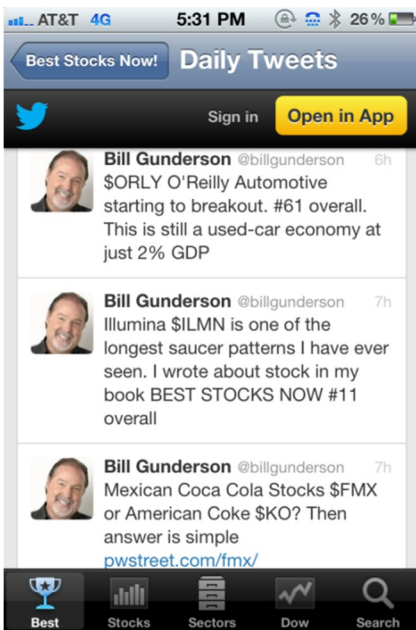 AT&T 4G 5:31 PM 26%
Best Stocks Now! Daily Tweets
Sign in Open in App
Bill Gunderson @billgunderson 6h
$ORLY O'Reilly Automotive
starting to breakout. #61 overall.
This is still a used-car economy at
just 2% GDP
Bill Gunderson @billgunderson 7h
Illumina $ILMN is one of the
longest saucer patterns I have ever
seen. I wrote about stock in my
book BEST STOCKS NOW #11
overall
Bill Gunderson @billgunderson 7h
Mexican Coca Cola Stocks $FMX
or American Coke $KO? Then
answer is simple
pwstreet.com/fmx/
Best Stocks Sectors Dow Search